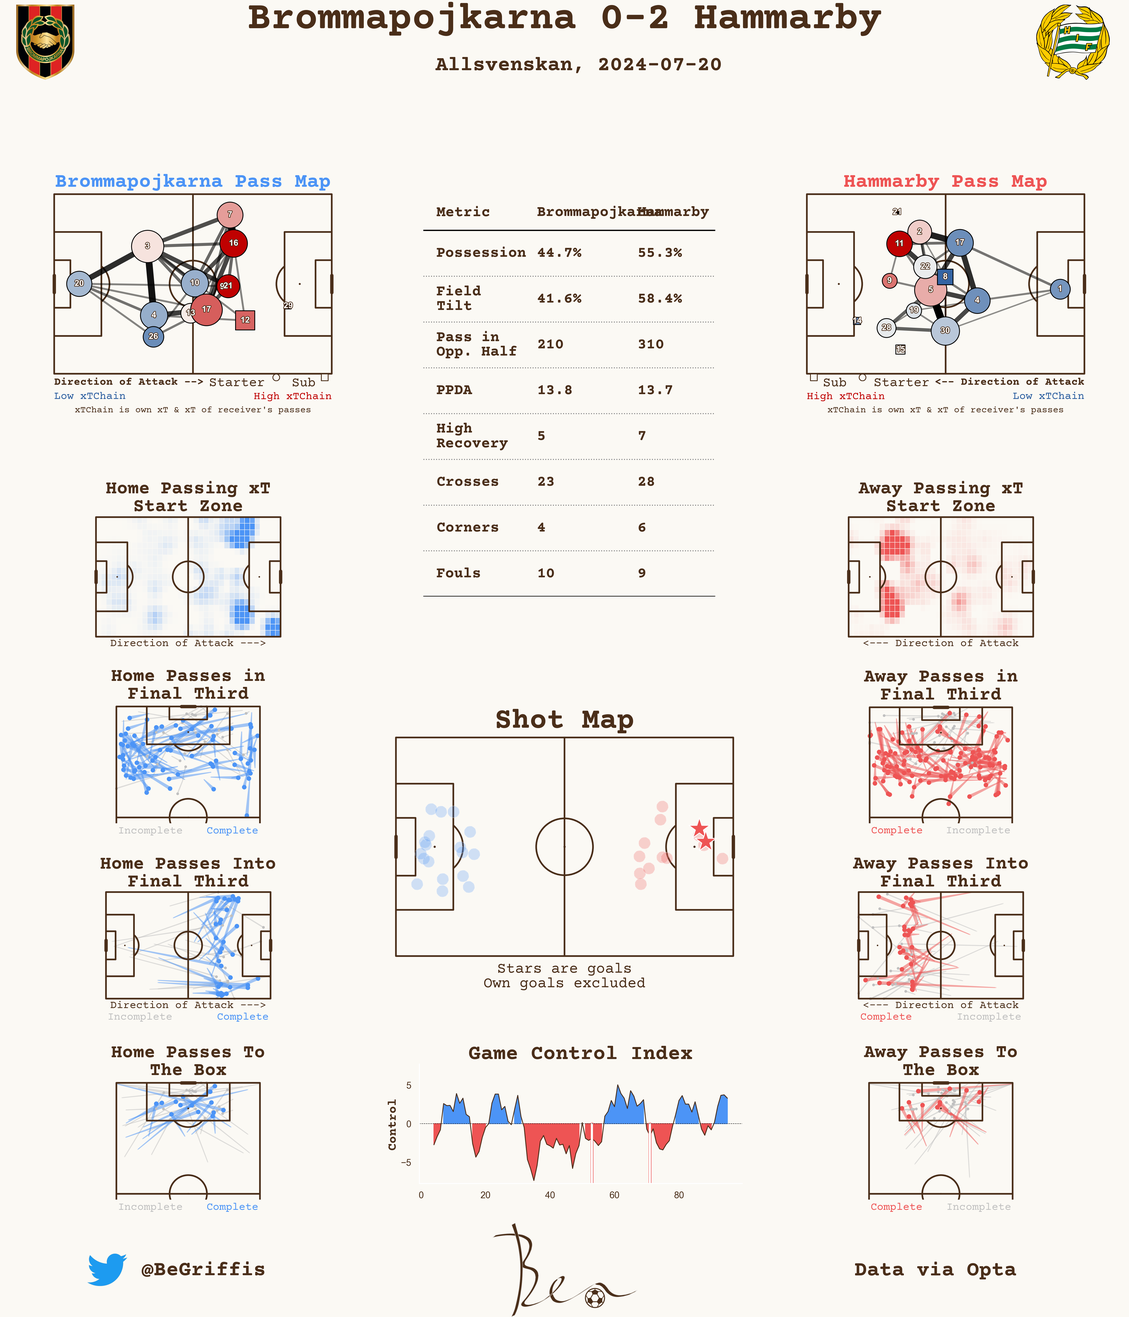 Brommapojkarna 0-2 Hammarby
Allsvenskan, 2024-07-20
Brommapojkarna Pass Map
7
16
3
20
10
9
21
17
13
4
12
29
26
Direction of Attack --> Starter Sub
Low xTChain High xTChain
xTChain is own xT & xT of receiver's passes
Metric Brommapojkarna Hammarby
Possession 44.7% 55.3%
Field
Tilt 41.6% 58.4%
Pass in
Opp. Half 210 310
PPDA 13.8 13.7
High
Recovery 5 7
Crosses 23 28
Corners 4 6
Fouls 10 9
Hammarby Pass Map
2
11
17
22
8
9
5
1
4
19
14
28
30
Sub Starter <-- Direction of Attack
High xTChain Low xTChain
xTChain is own xT & xT of receiver's passes
Home Passing xT
Start Zone
Direction of Attack --->
Away Passing xT
Start Zone
<--- Direction of Attack
Home Passes in
Final Third
Incomplete Complete
Shot Map
Stars are goals
Own goals excluded
Away Passes in
Final Third
Complete Incomplete
Home Passes Into
Final Third
Direction of Attack --->
Incomplete Complete
Away Passes Into
Final Third
<--- Direction of Attack
Complete Incomplete
Home Passes To
The Box
Incomplete Complete
Game Control Index
Control
5
0
−5
0 20 40 60 80
Away Passes To
The Box
Complete Incomplete
@BeGriffis
Bea
Data via Opta
HIF